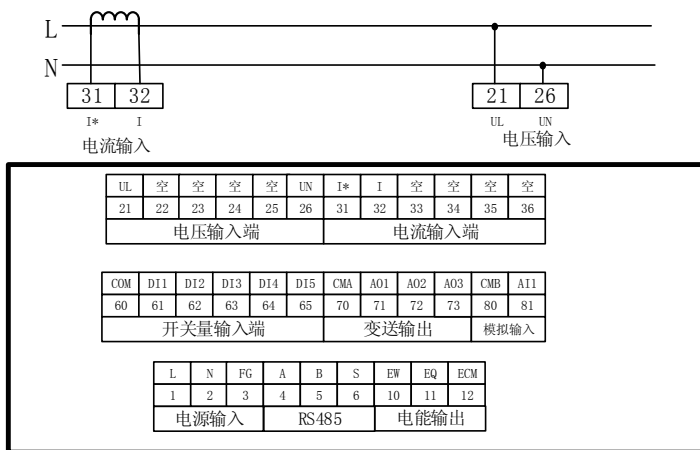 L
N
31 32 21 26
I* I UL UN
电流输入 电压输入
UL 空 空 空 空 UN I* I 空 空 空 空
21 22 23 24 25 26 31 32 33 34 35 36
电压输入端 电流输入端
COM DI1 DI2 DI3 DI4 DI5 CMA AO1 AO2 AO3 CMB AI1
60 61 62 63 64 65 70 71 72 73 80 81
开关量输入端 变送输出 模拟输入
L N FG A B S EW EQ ECM
1 2 3 4 5 6 10 11 12
电源输入 RS485 电能输出